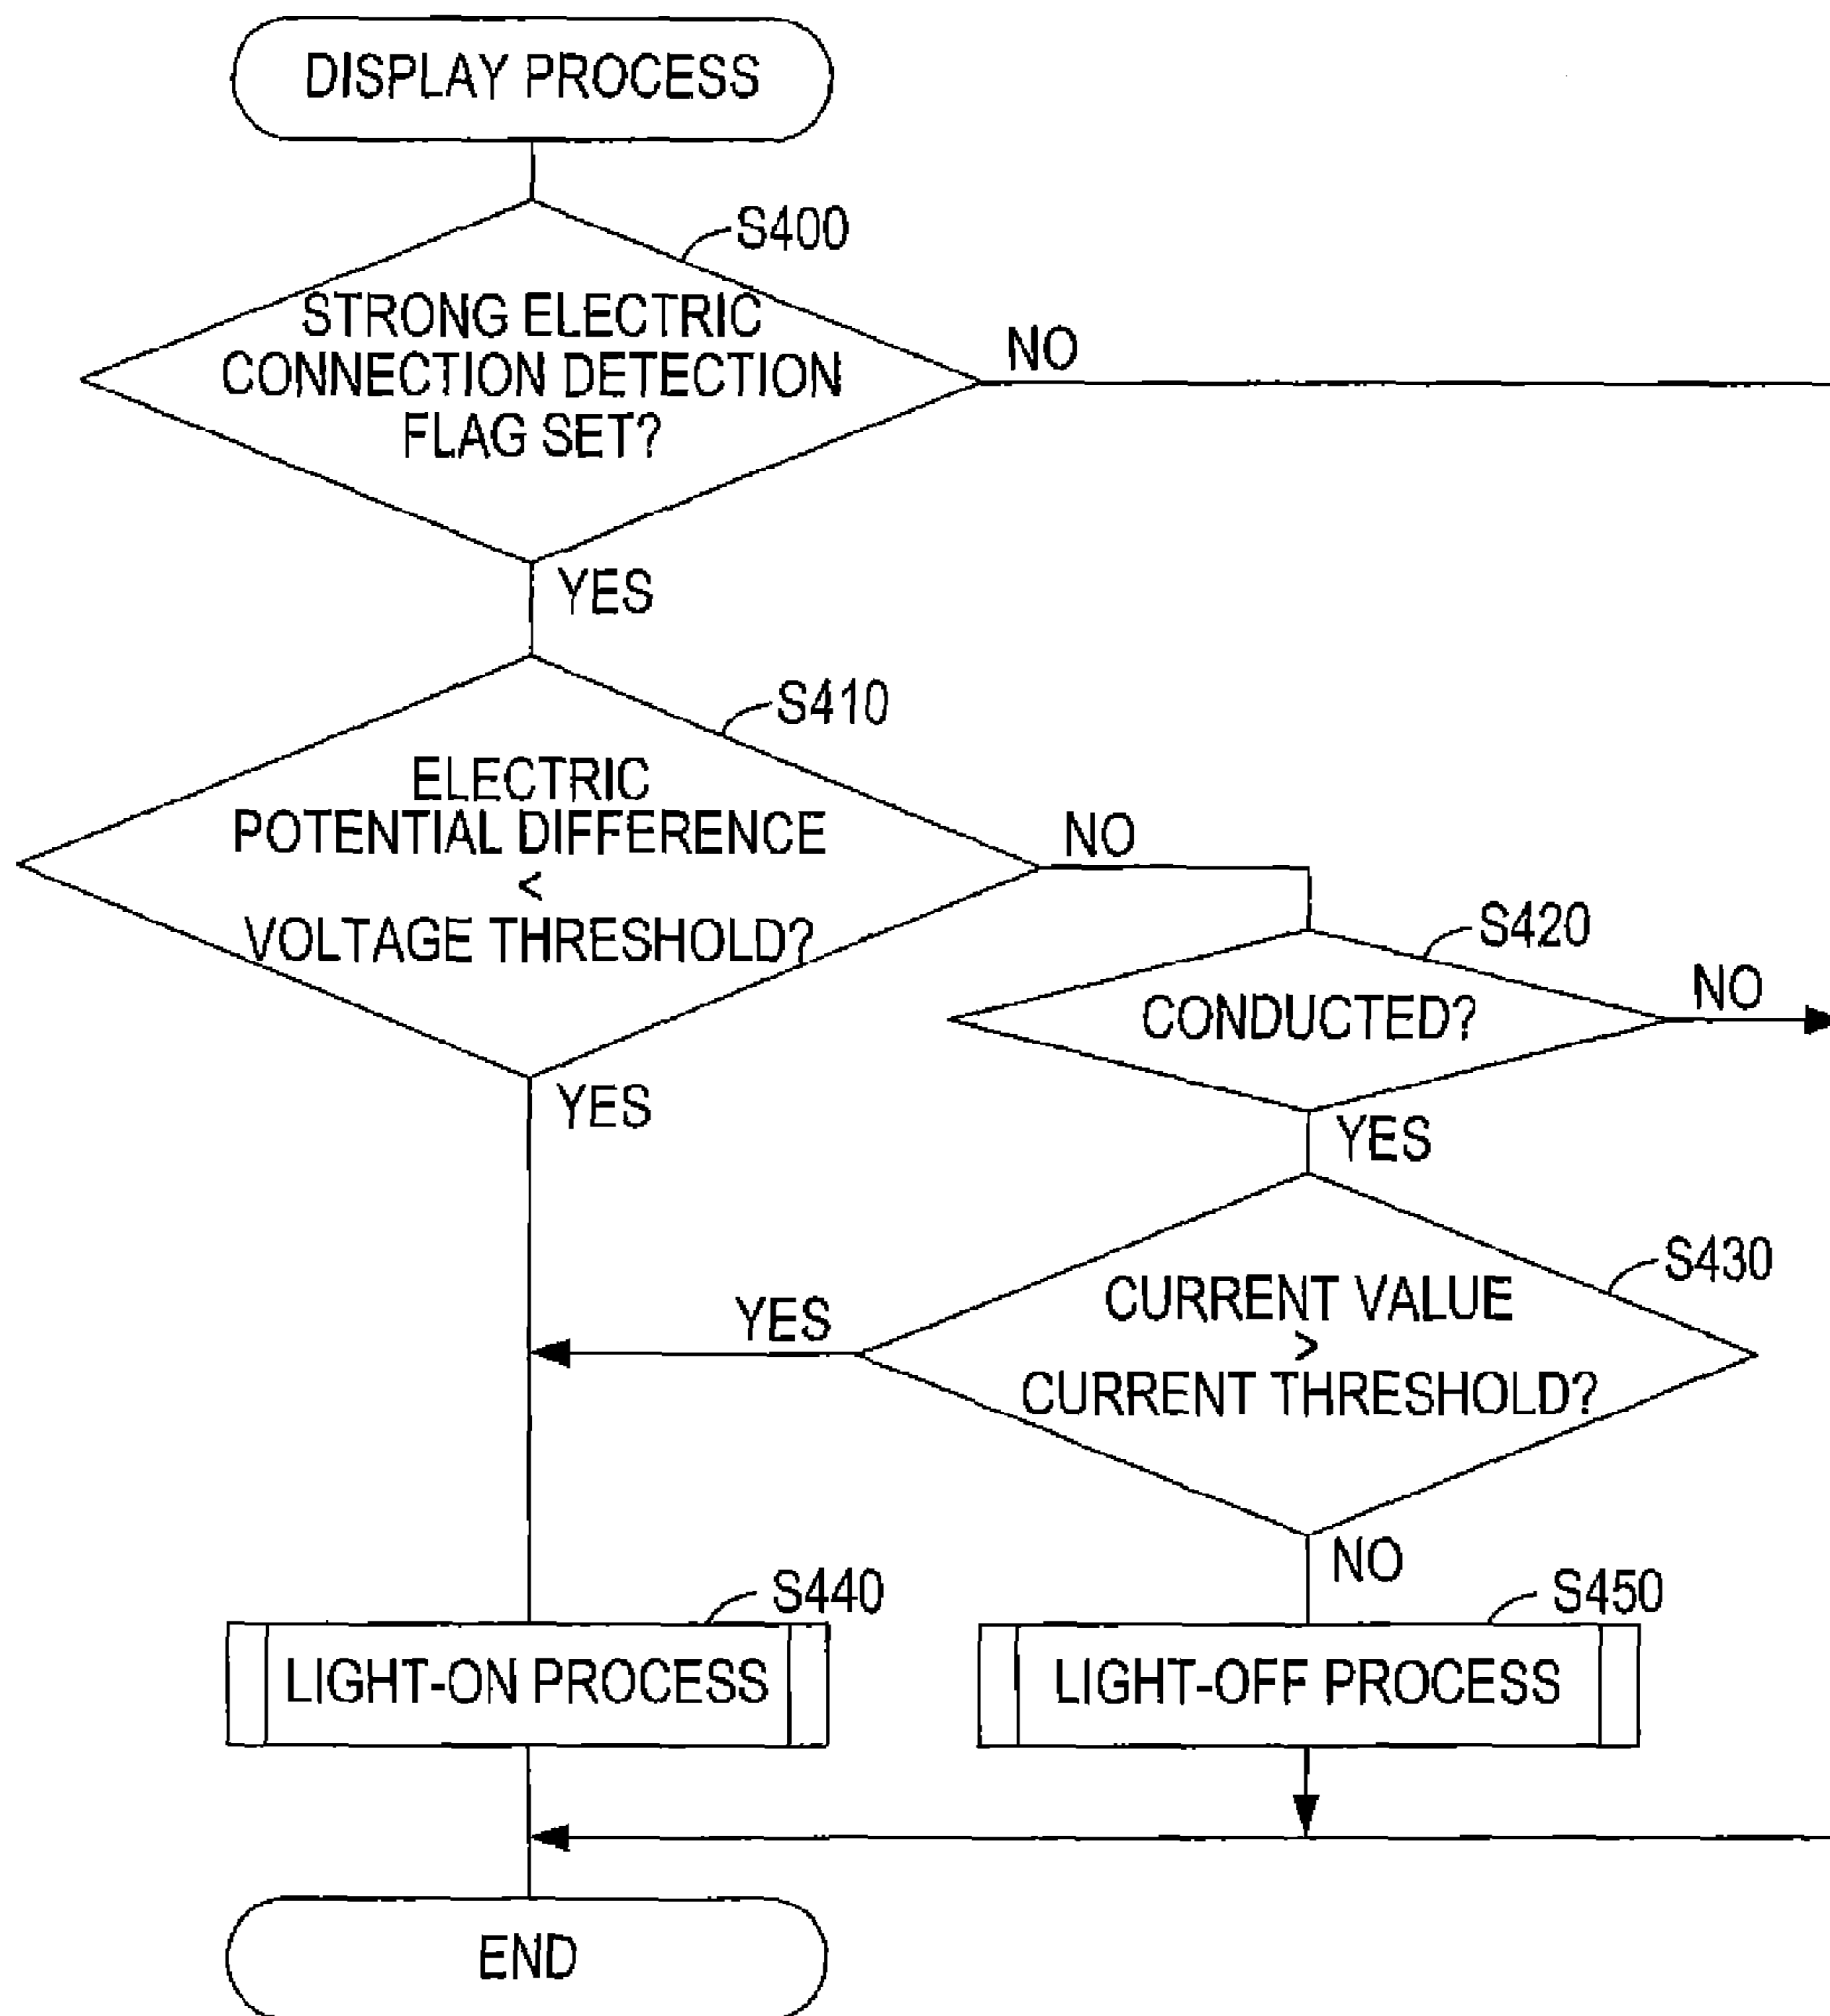 DISPLAY PROCESS
S400
STRONG ELECTRIC
CONNECTION DETECTION
FLAG SET?
NO
YES
S410
ELECTRIC
POTENTIAL DIFFERENCE
<
VOLTAGE THRESHOLD?
NO
YES
S420
CONDUCTED?
NO
YES
S430
CURRENT VALUE
>
CURRENT THRESHOLD?
YES
NO
S440
LIGHT-ON PROCESS
S450
LIGHT-OFF PROCESS
END